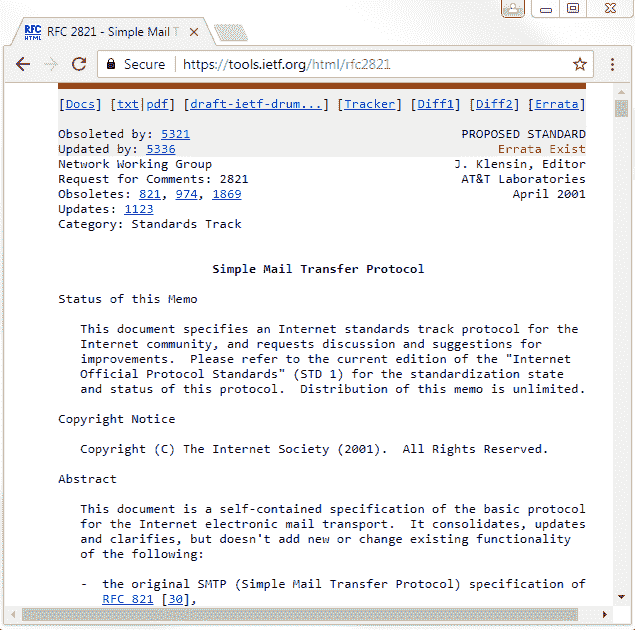 RFC HTML RFC 2821 - Simple Mail T
Secure https://tools.ietf.org/html/rfc2821
[Docs] [txt|pdf] [draft-ietf-drum...] [Tracker] [Diff1] [Diff2] [Errata]
Obsoleted by: 5321 PROPOSED STANDARD
Updated by: 5336 Errata Exist
Network Working Group J. Klensin, Editor
Request for Comments: 2821 AT&T Laboratories
Obsoletes: 821, 974, 1869 April 2001
Updates: 1123
Category: Standards Track
Simple Mail Transfer Protocol
Status of this Memo
This document specifies an Internet standards track protocol for the
Internet community, and requests discussion and suggestions for
improvements. Please refer to the current edition of the "Internet
Official Protocol Standards" (STD 1) for the standardization state
and status of this protocol. Distribution of this memo is unlimited.
Copyright Notice
Copyright (C) The Internet Society (2001). All Rights Reserved.
Abstract
This document is a self-contained specification of the basic protocol
for the Internet electronic mail transport. It consolidates, updates
and clarifies, but doesn't add new or change existing functionality
of the following:
- the original SMTP (Simple Mail Transfer Protocol) specification of
RFC 821 [30],